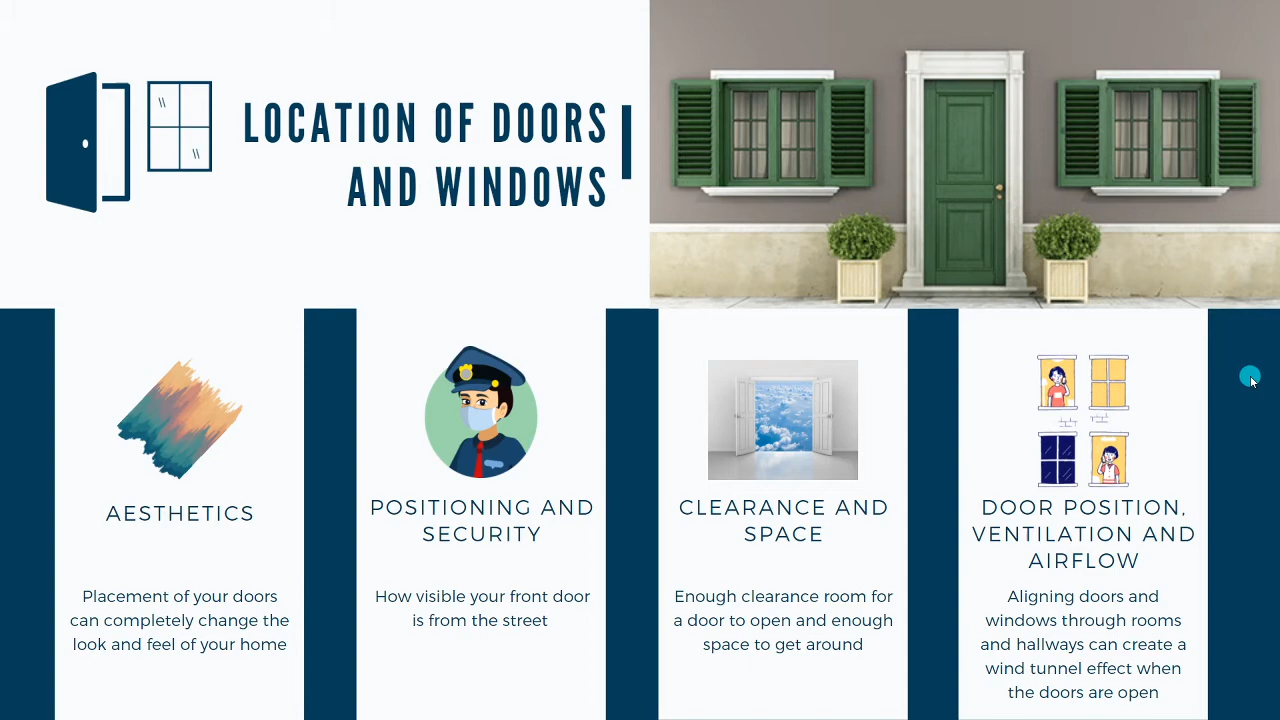 LOCATION OF DOORS
AND WINDOWS
AESTHETICS
Placement of your doors
can completely change the
look and feel of your home
POSITIONING AND
SECURITY
How visible your front door
is from the street
CLEARANCE AND
SPACE
Enough clearance room for
a door to open and enough
space to get around
DOOR POSITION,
VENTILATION AND
AIRFLOW
Aligning doors and
windows through rooms
and hallways can create a
wind tunnel effect when
the doors are open